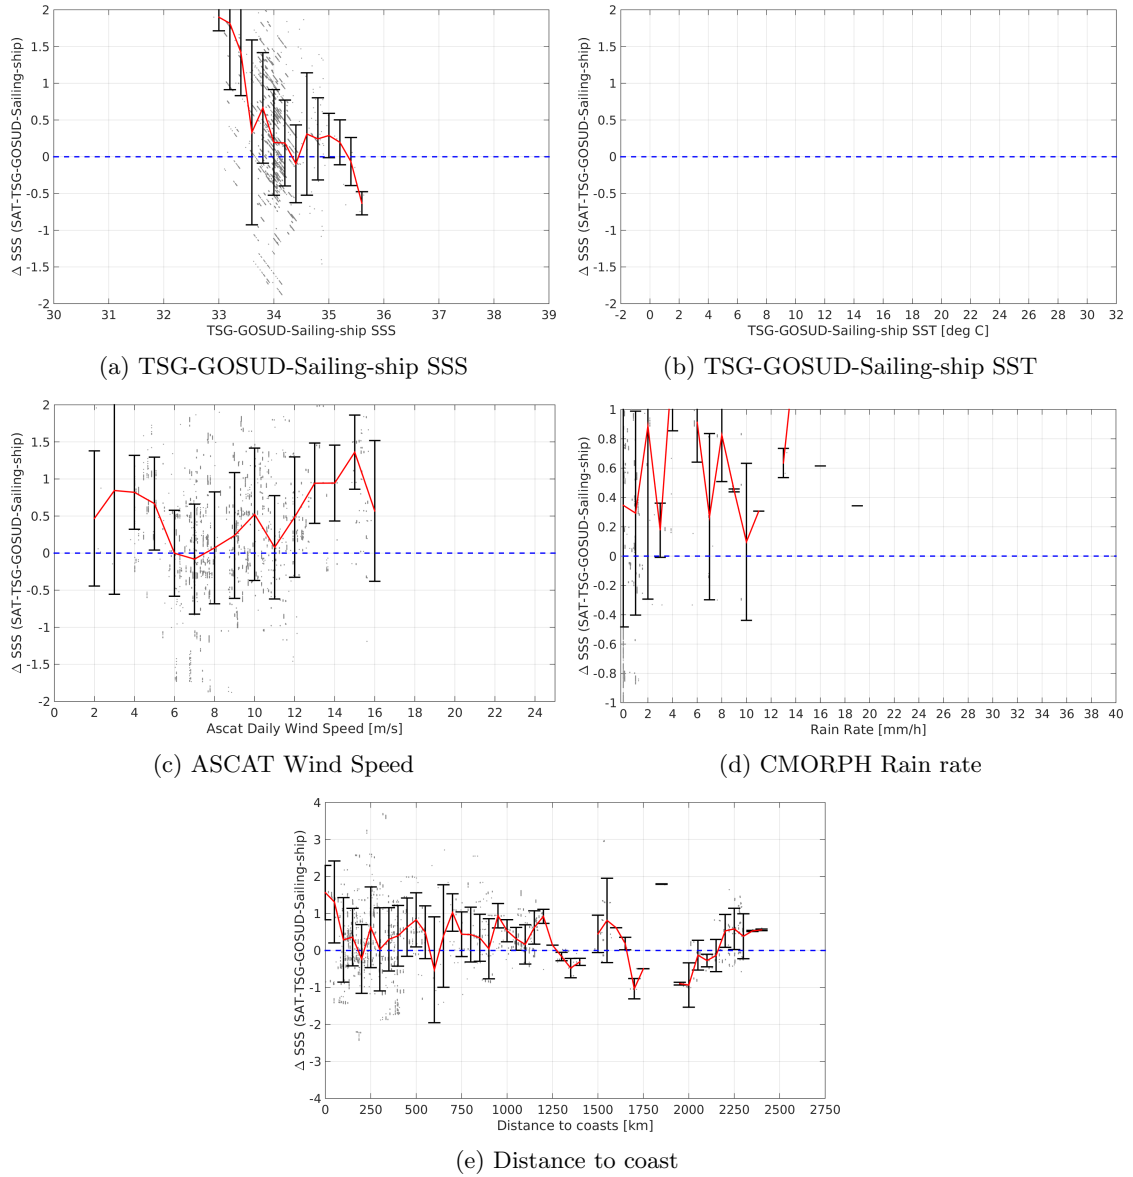 Δ SSS (SAT-TSG-GOSUD-Sailing-ship)
2
1.5
1
0.5
0
-0.5
-1
-1.5
-2
30 31 32 33 34 35 36 37 38 39
TSG-GOSUD-Sailing-ship SSS
(a) TSG-GOSUD-Sailing-ship SSS
Δ SSS (SAT-TSG-GOSUD-Sailing-ship)
2
1.5
1
0.5
0
-0.5
-1
-1.5
-2
-2 0 2 4 6 8 10 12 14 16 18 20 22 24 26 28 30 32
TSG-GOSUD-Sailing-ship SST [deg C]
(b) TSG-GOSUD-Sailing-ship SST
Δ SSS (SAT-TSG-GOSUD-Sailing-ship)
2
1.5
1
0.5
0
-0.5
-1
-1.5
-2
0 2 4 6 8 10 12 14 16 18 20 22 24
Ascat Daily Wind Speed [m/s]
(c) ASCAT Wind Speed
Δ SSS (SAT-TSG-GOSUD-Sailing-ship)
1
0.8
0.6
0.4
0.2
0
-0.2
-0.4
-0.6
-0.8
-1
0 2 4 6 8 10 12 14 16 18 20 22 24 26 28 30 32 34 36 38 40
Rain Rate [mm/h]
(d) CMORPH Rain rate
Δ SSS (SAT-TSG-GOSUD-Sailing-ship)
4
3
2
1
0
-1
-2
-3
-4
0 250 500 750 1000 1250 1500 1750 2000 2250 2500 2750
Distance to coasts [km]
(e) Distance to coast